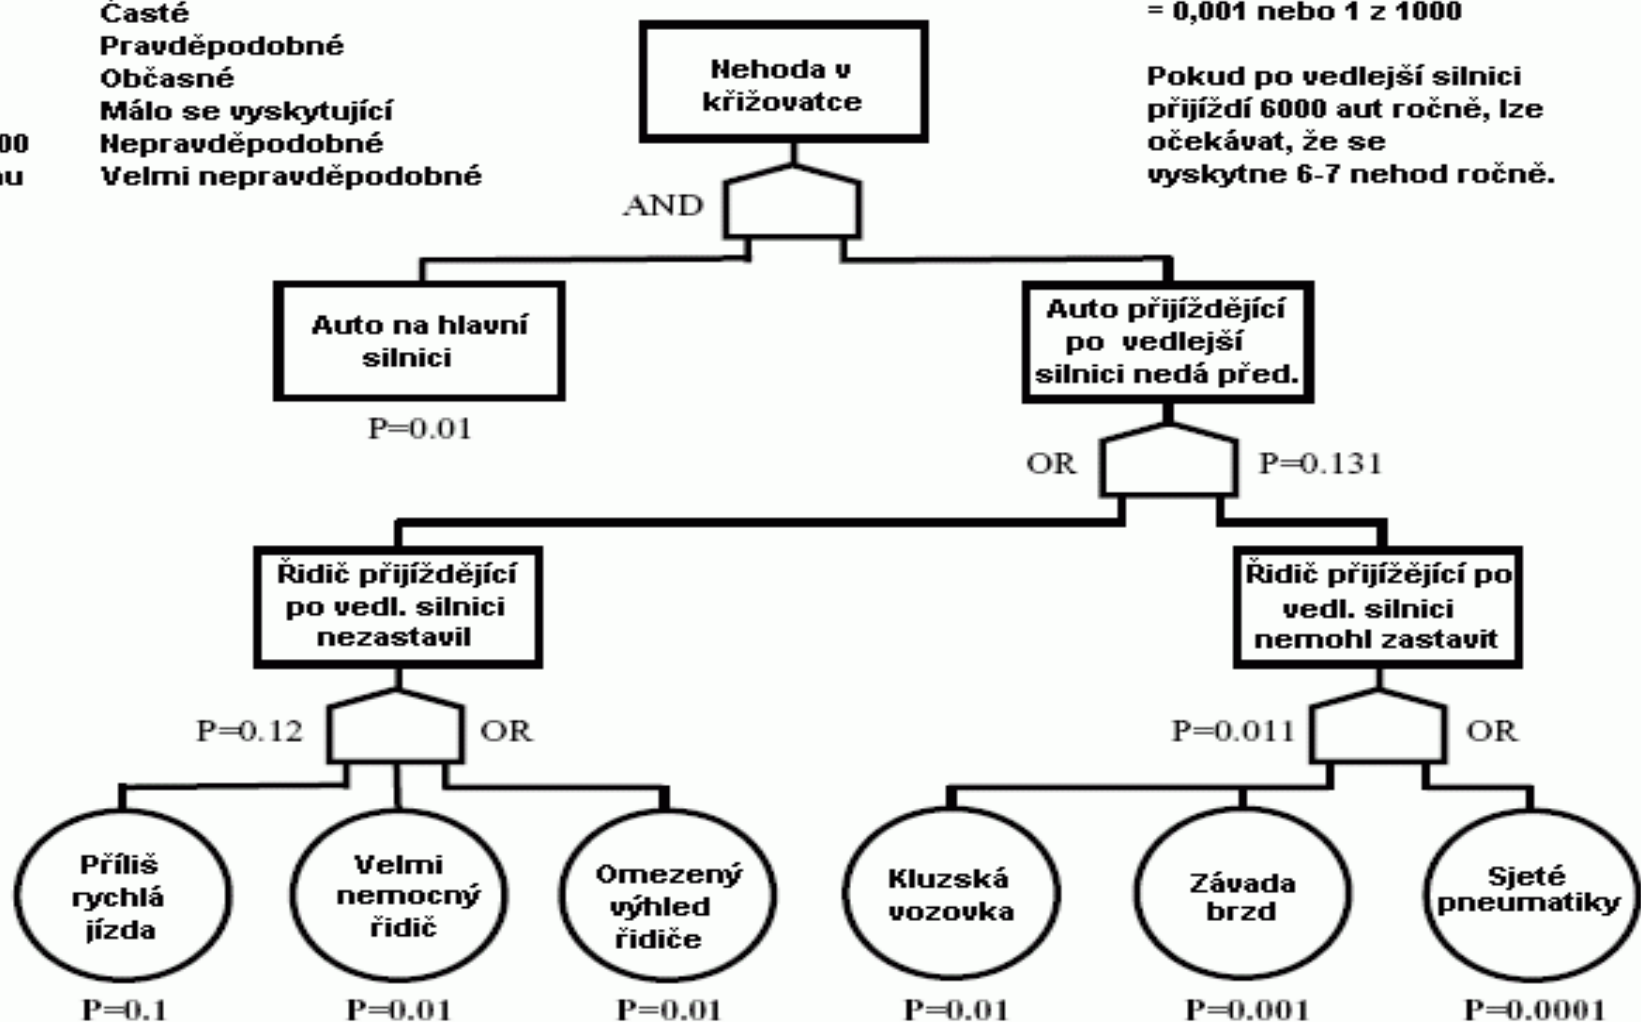 Časté
Pravděpodobné
Občasné
Málo se vyskytující
00 Nepravděpodobné
Velmi nepravděpodobné
= 0,001 nebo 1 z 1000
Pokud po vedlejší silnici
přijíždí 6000 aut ročně, lze
očekávat, že se
vyskytne 6-7 nehod ročně.
Nehoda v
křižovatce
AND
Auto na hlavní
silnici
P=0.01
Auto přijíždějící
po vedlejší
silnici nedá před.
OR
P=0.131
Řidič přijíždějící
po vedl. silnici
nezastavil
Řidič přijížějící po
vedl. silnici
nemohl zastavit
P=0.12
OR
P=0.011
OR
Příliš
rychlá
jízda
Velmi
nemocný
řidič
Omezený
výhled
řidiče
Kluzská
vozovka
Závada
brzd
Sjeté
pneumatiky
P=0.1
P=0.01
P=0.01
P=0.01
P=0.001
P=0.0001